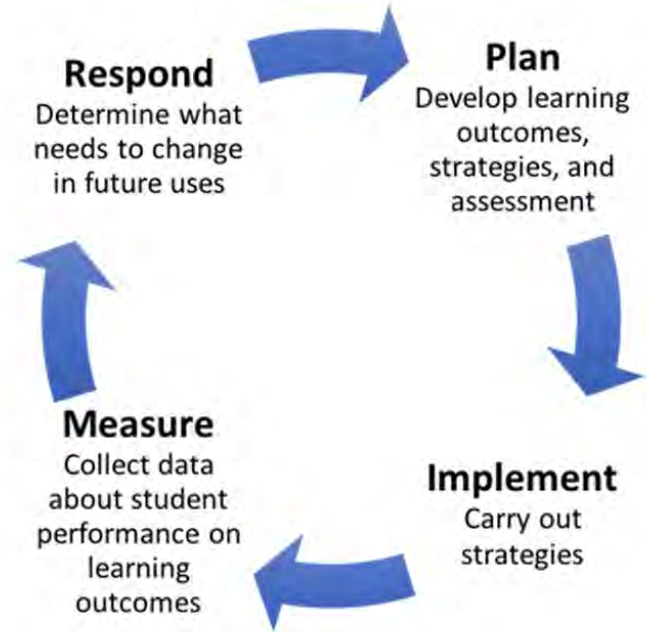 Respond
Determine what
needs to change
in future uses
Plan
Develop learning
outcomes,
strategies, and
assessment
Implement
Carry out
strategies
Measure
Collect data
about student
performance on
learning
outcomes